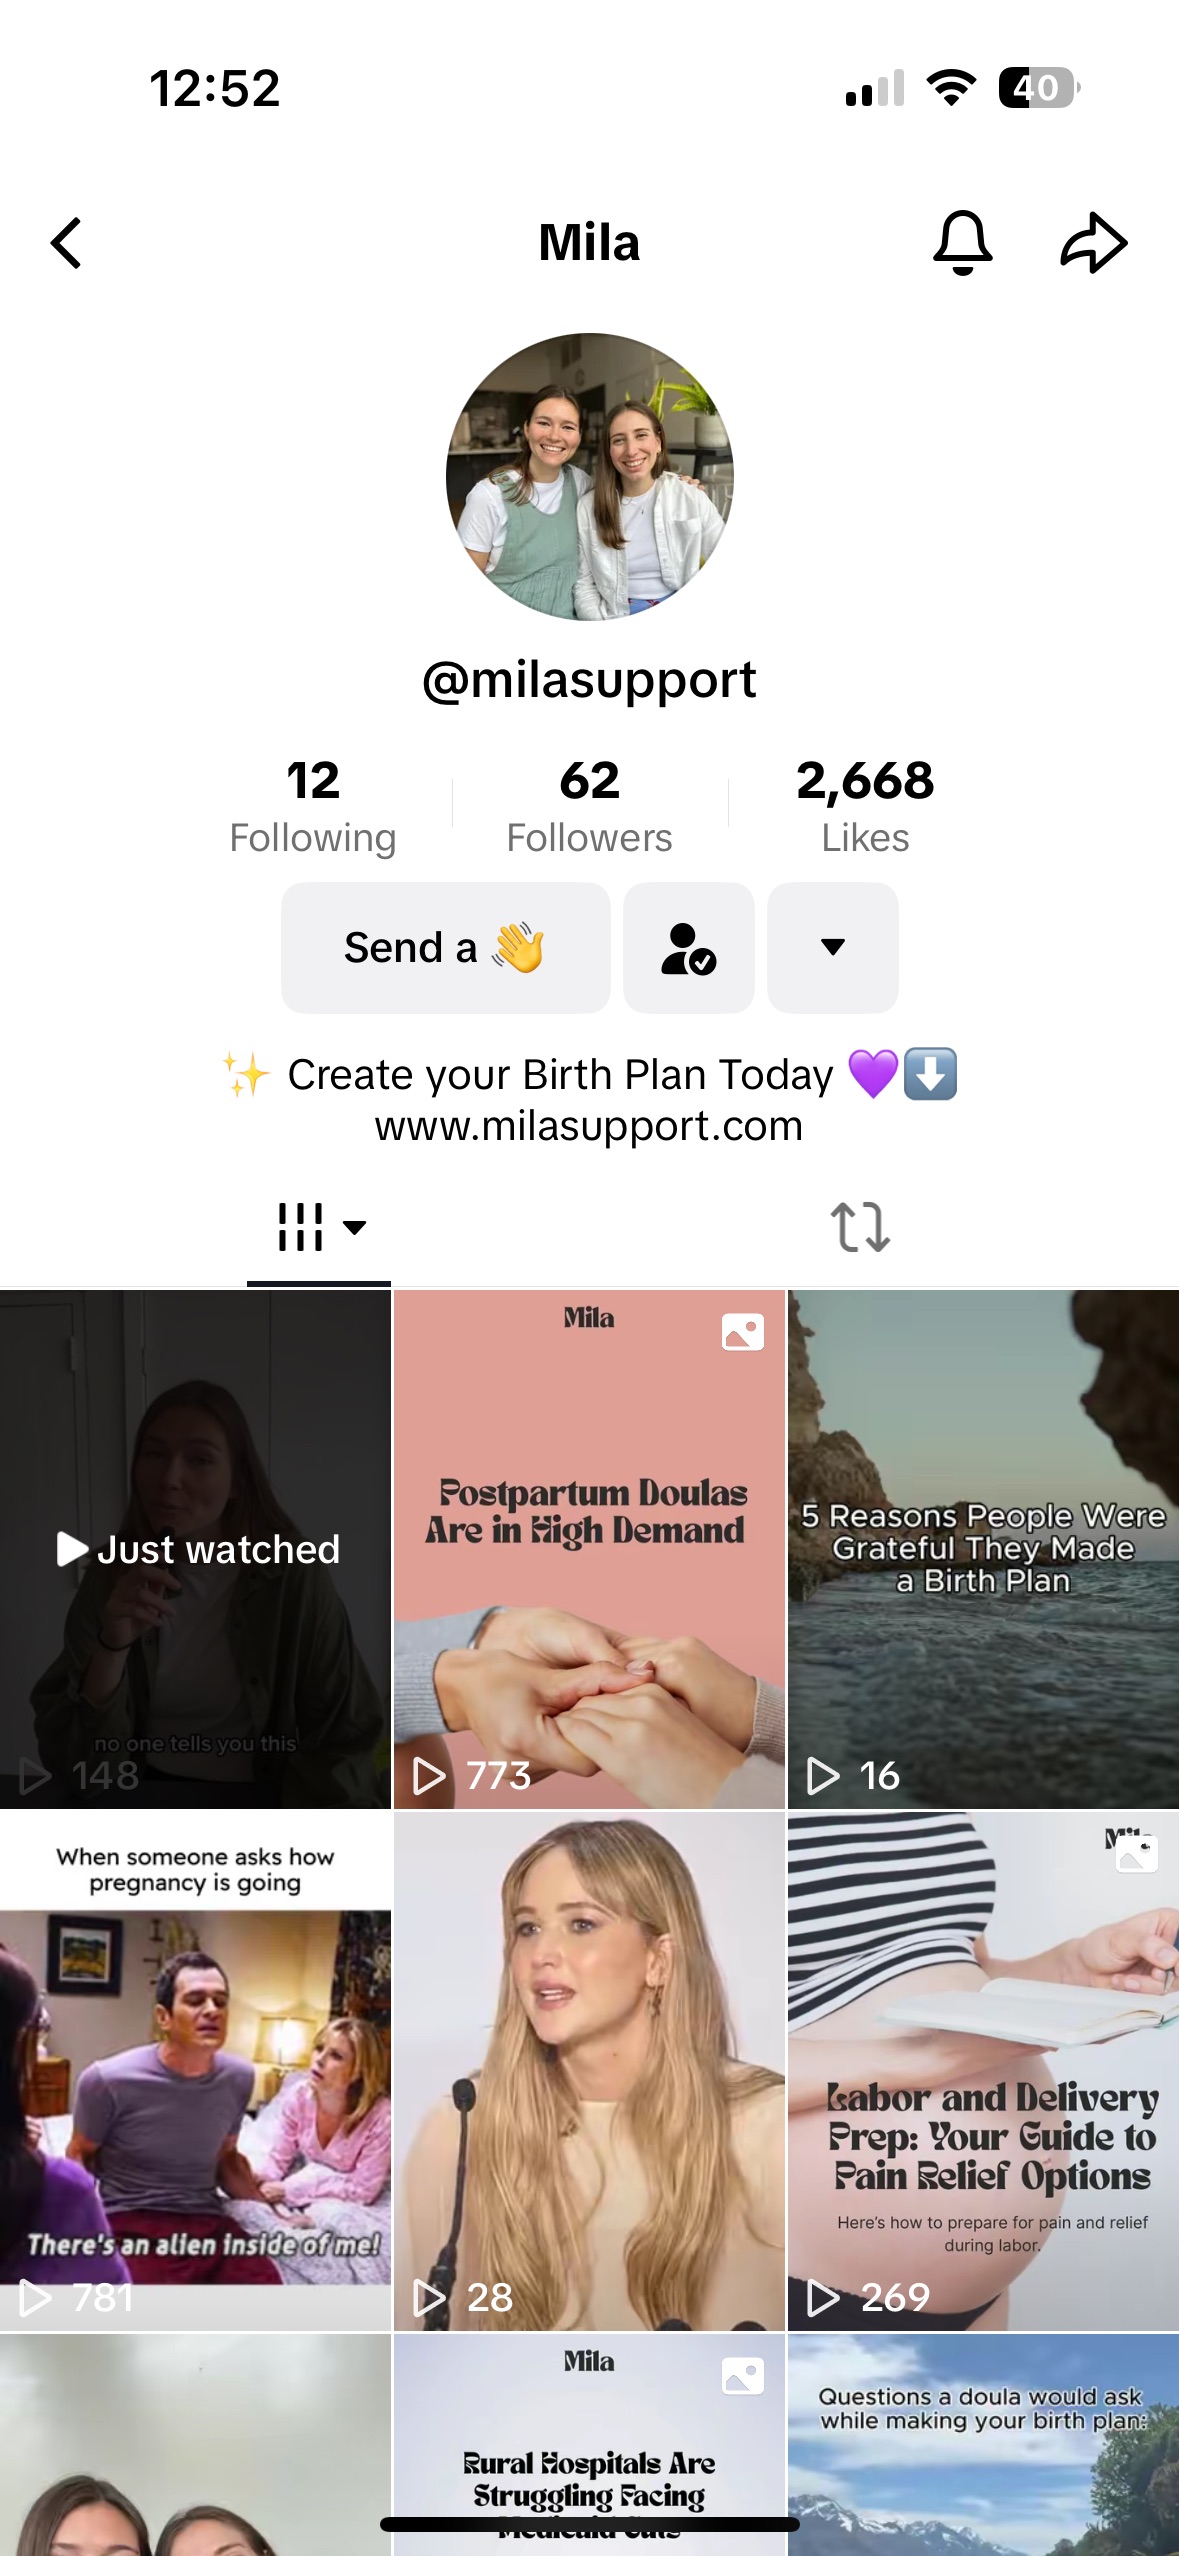 12:52
40
Mila
@milasupport
12
Following
62
Followers
2,668
Likes
Send a 👋
✨ Create your Birth Plan Today 💜⬇️
www.milasupport.com
Just watched
no one tells you this
148
Mila
Postpartum Doulas
Are in High Demand
773
5 Reasons People Were
Grateful They Made
a Birth Plan
16
When someone asks how
pregnancy is going
There's an alien inside of me!
781
28
Mila
Labor and Delivery
Prep: Your Guide to
Pain Relief Options
Here's how to prepare for pain and relief
during labor.
269
Mila
Rural Hospitals Are
Struggling Facing
Medicaid Cuts
Questions a doula would ask
while making your birth plan: